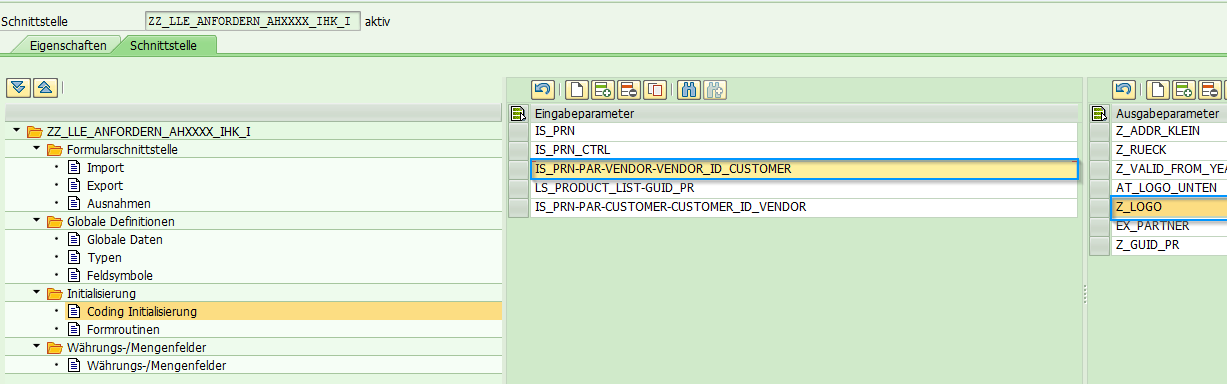 Schnittstelle ZZ_LLE_ANFORDERN_AHXXXX_IHK_I aktiv
Eigenschaften Schnittstelle
ZZ_LLE_ANFORDERN_AHXXXX_IHK_I
Formularschnittstelle
Import
Export
Ausnahmen
Globale Definitionen
Globale Daten
Typen
Feldsymbole
Initialisierung
Coding Initialisierung
Formroutinen
Währungs-/Mengenfelder
Währungs-/Mengenfelder
Eingabeparameter
IS_PRN
IS_PRN_CTRL
IS_PRN-PAR-VENDOR-VENDOR_ID_CUSTOMER
LS_PRODUCT_LIST-GUID_PR
IS_PRN-PAR-CUSTOMER-CUSTOMER_ID_VENDOR
Ausgabeparameter
Z_ADDR_KLEIN
Z_RUECK
Z_VALID_FROM_YEA
AT_LOGO_UNTEN
Z_LOGO
EX_PARTNER
Z_GUID_PR